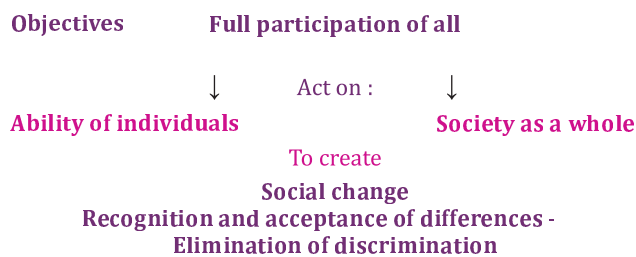 Objectives Full participation of all
↓ Act on : ↓
Ability of individuals Society as a whole
To create
Social change
Recognition and acceptance of differences -
Elimination of discrimination